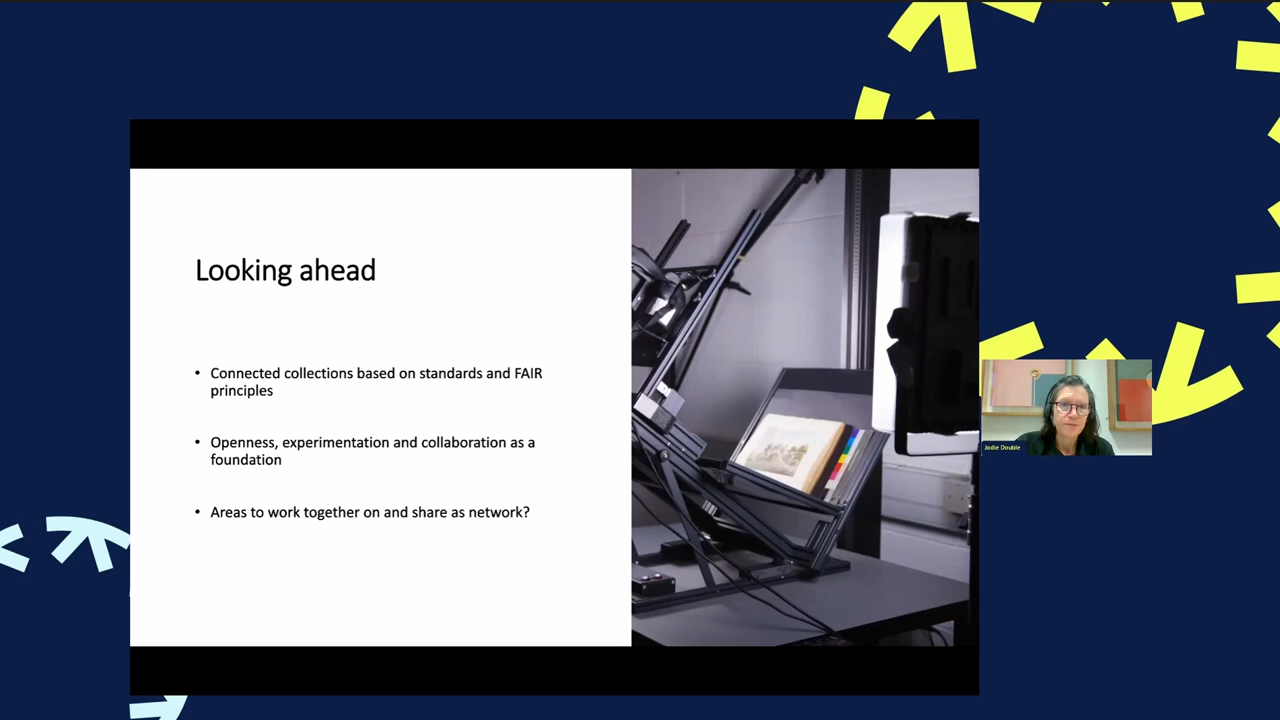 Looking ahead
• Connected collections based on standards and FAIR
principles
• Openness, experimentation and collaboration as a
foundation
• Areas to work together on and share as network?
Jodie Double